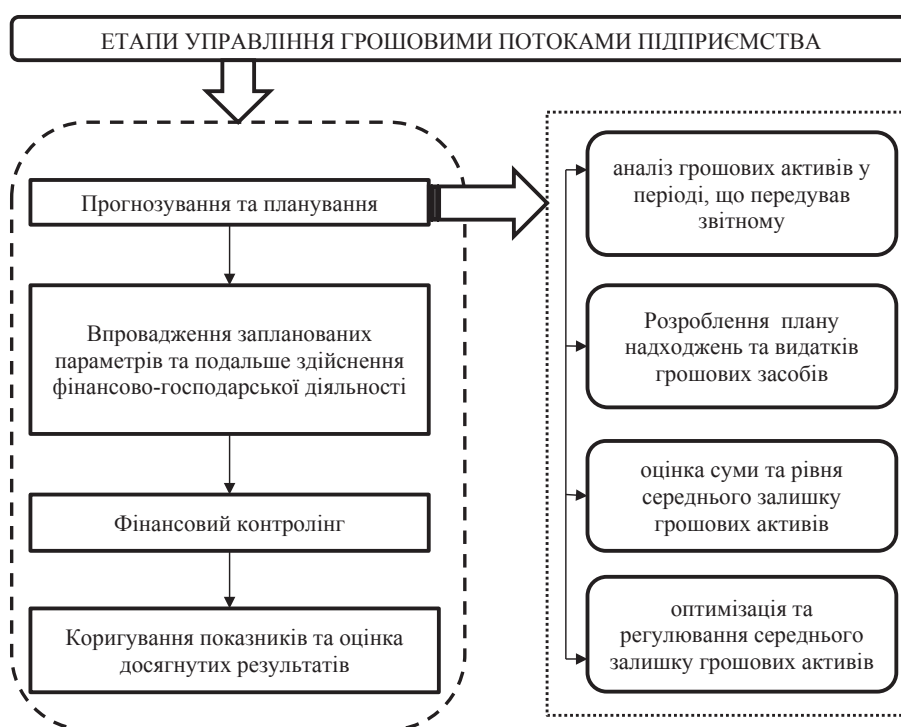 ЕТАПИ УПРАВЛІННЯ ГРОШОВИМИ ПОТОКАМИ ПІДПРИЄМСТВА
Прогнозування та планування
Впровадження запланованих
параметрів та подальше здійснення
фінансово-господарської діяльності
Фінансовий контролінг
Коригування показників та оцінка
досягнутих результатів
аналіз грошових активів у
періоді, що передував
звітному
Розроблення плану
надходжень та видатків
грошових засобів
оцінка суми та рівня
середнього залишку
грошових активів
оптимізація та
регулювання середнього
залишку грошових активів